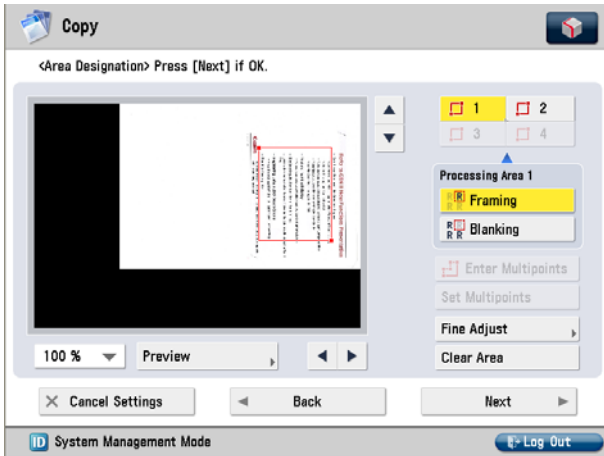 Copy
<Area Designation> Press [Next] if OK.
1
2
3
4
Processing Area 1
Framing
Blanking
Enter Multipoints
Set Multipoints
Fine Adjust
Clear Area
100 %
Preview
Cancel Settings
Back
Next
ID System Management Mode
Log Out